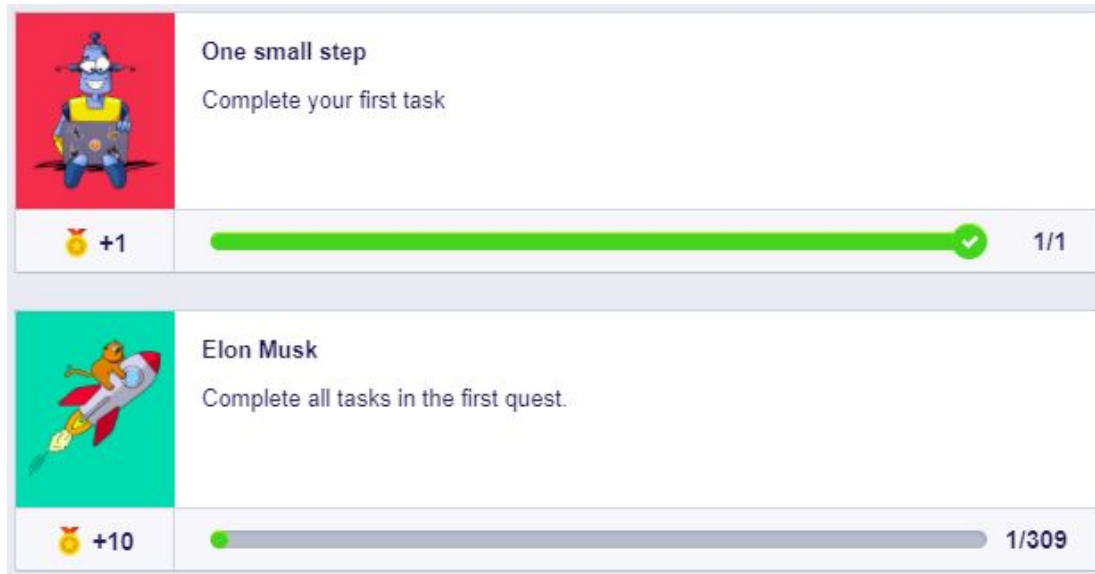 One small step
Complete your first task
+1
1/1
Elon Musk
Complete all tasks in the first quest.
+10
1/309